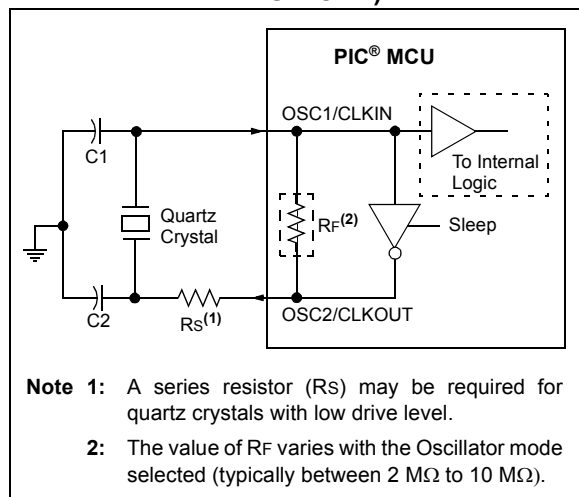 PIC® MCU
OSC1/CLKIN
C1
To Internal
Logic
Quartz
Crystal
RF(2)
Sleep
C2
RS(1)
OSC2/CLKOUT
Note 1: A series resistor (RS) may be required for
quartz crystals with low drive level.
2: The value of RF varies with the Oscillator mode
selected (typically between 2 MΩ to 10 MΩ).